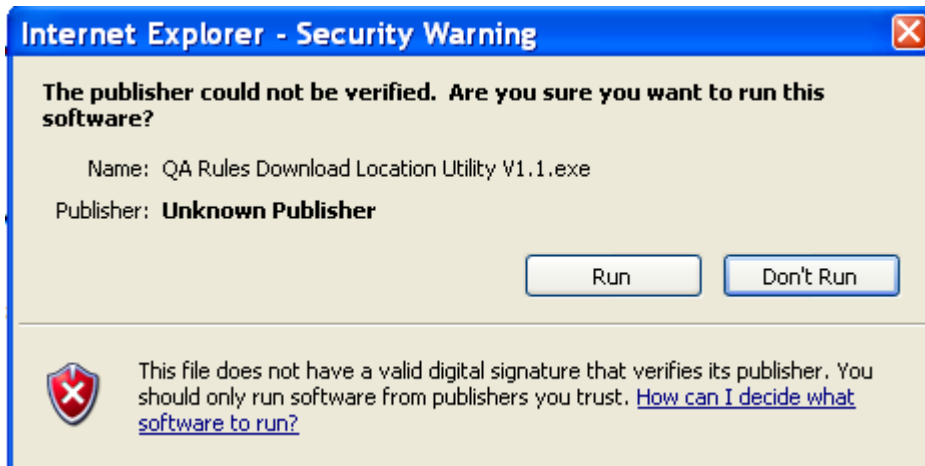 Internet Explorer - Security Warning
The publisher could not be verified.  Are you sure you want to run this
software?
Name: QA Rules Download Location Utility V1.1.exe
Publisher: Unknown Publisher
Run
Don't Run
This file does not have a valid digital signature that verifies its publisher. You
should only run software from publishers you trust. How can I decide what
software to run?